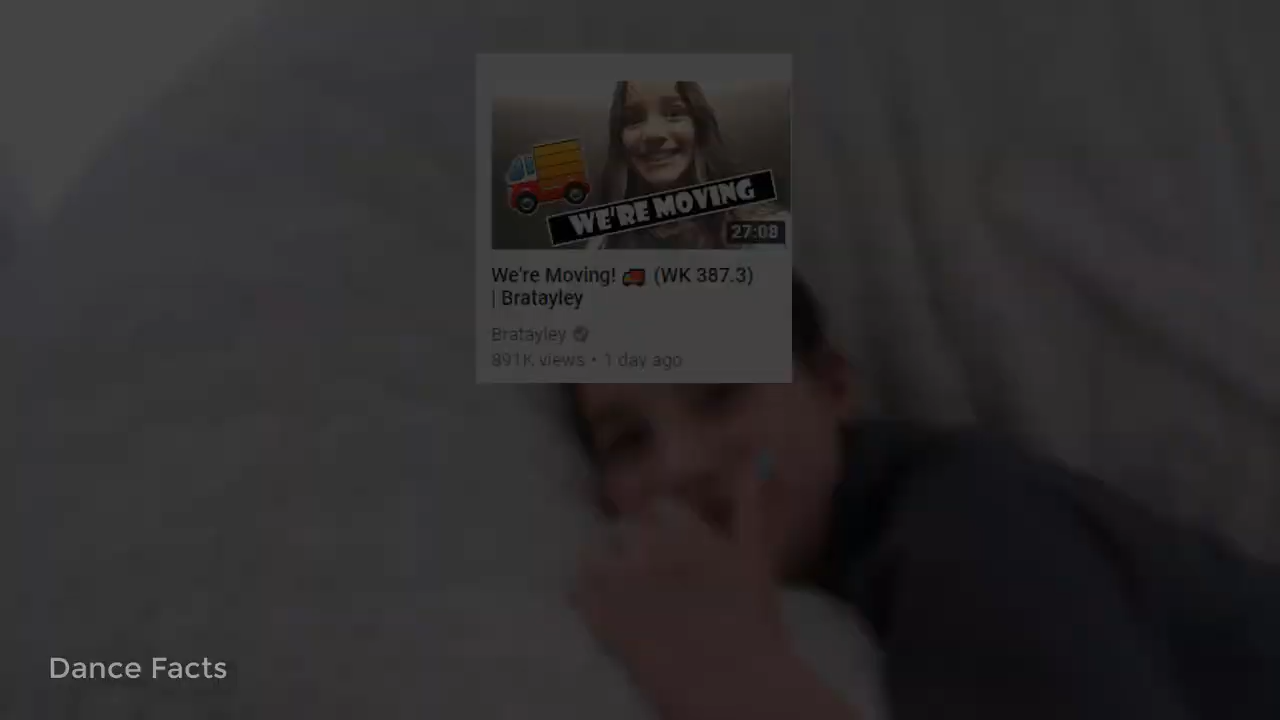 WE'RE MOVING
27:08
We're Moving! 🚚 (WK 387.3)
| Bratayley
Bratayley
891K views • 1 day ago
Dance Facts